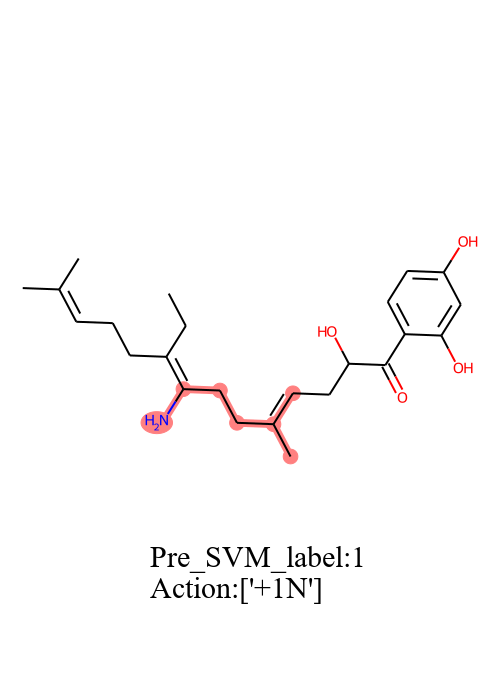 OH
HO
OH
O
H2N
Pre_SVM_label:1
Action:['+1N']